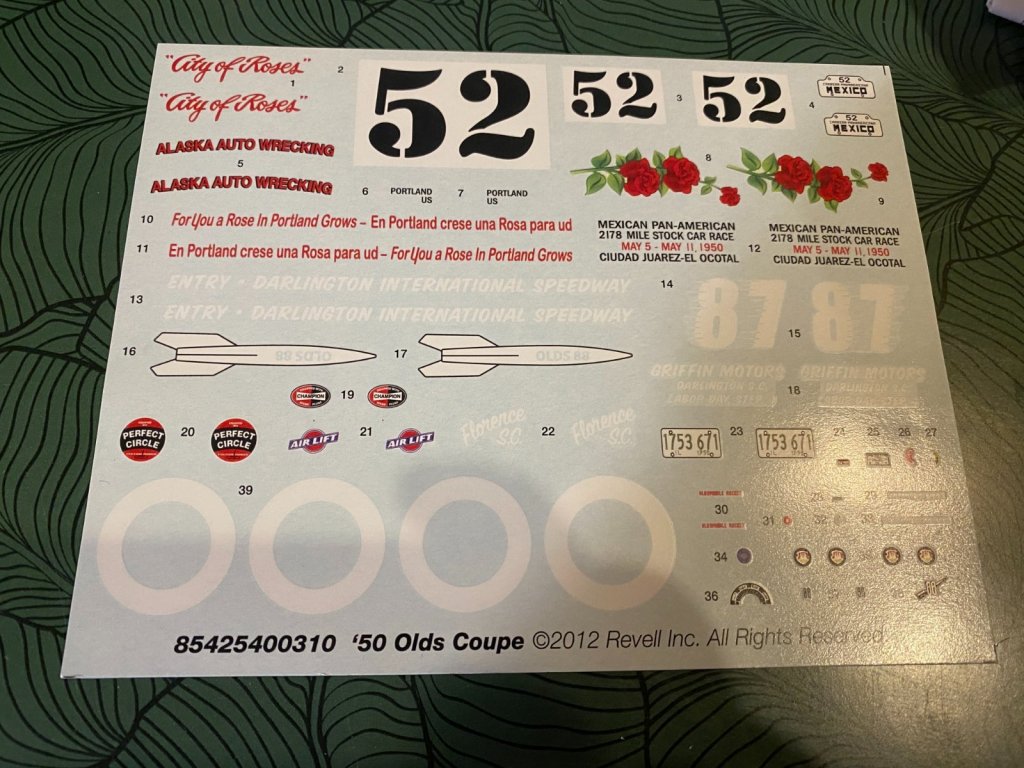 "City of Roses"
1
"City of Roses"
2
52
52
3
52
4
52
MEXICO
52
MEXICO
ALASKA AUTO WRECKING
5
ALASKA AUTO WRECKING
6
PORTLAND
US
7
PORTLAND
US
8
9
10
For You a Rose In Portland Grows – En Portland crese una Rosa para ud
11
En Portland crese una Rosa para ud – For You a Rose In Portland Grows
MEXICAN PAN-AMERICAN
2178 MILE STOCK CAR RACE
MAY 5 - MAY 11, 1950
CIUDAD JUAREZ-EL OCOTAL
12
MEXICAN PAN-AMERICAN
2178 MILE STOCK CAR RACE
MAY 5 - MAY 11, 1950
CIUDAD JUAREZ-EL OCOTAL
13
ENTRY • DARLINGTON INTERNATIONAL SPEEDWAY
ENTRY • DARLINGTON INTERNATIONAL SPEEDWAY
14
87
15
87
16
OLDS 88
17
OLDS 88
GRIFFIN MOTORS
GRIFFIN MOTORS
18
LABOR DAY
CHAMPION
19
CHAMPION
PERFECT
CIRCLE
20
PERFECT
CIRCLE
AIR LIFT
21
AIR LIFT
Florence
S.C.
22
Florence
S.C.
1753 671
23
1753 671
25
26
27
39
30
31
32
33
34
36
85425400310 '50 Olds Coupe ©2012 Revell Inc. All Rights Reserved